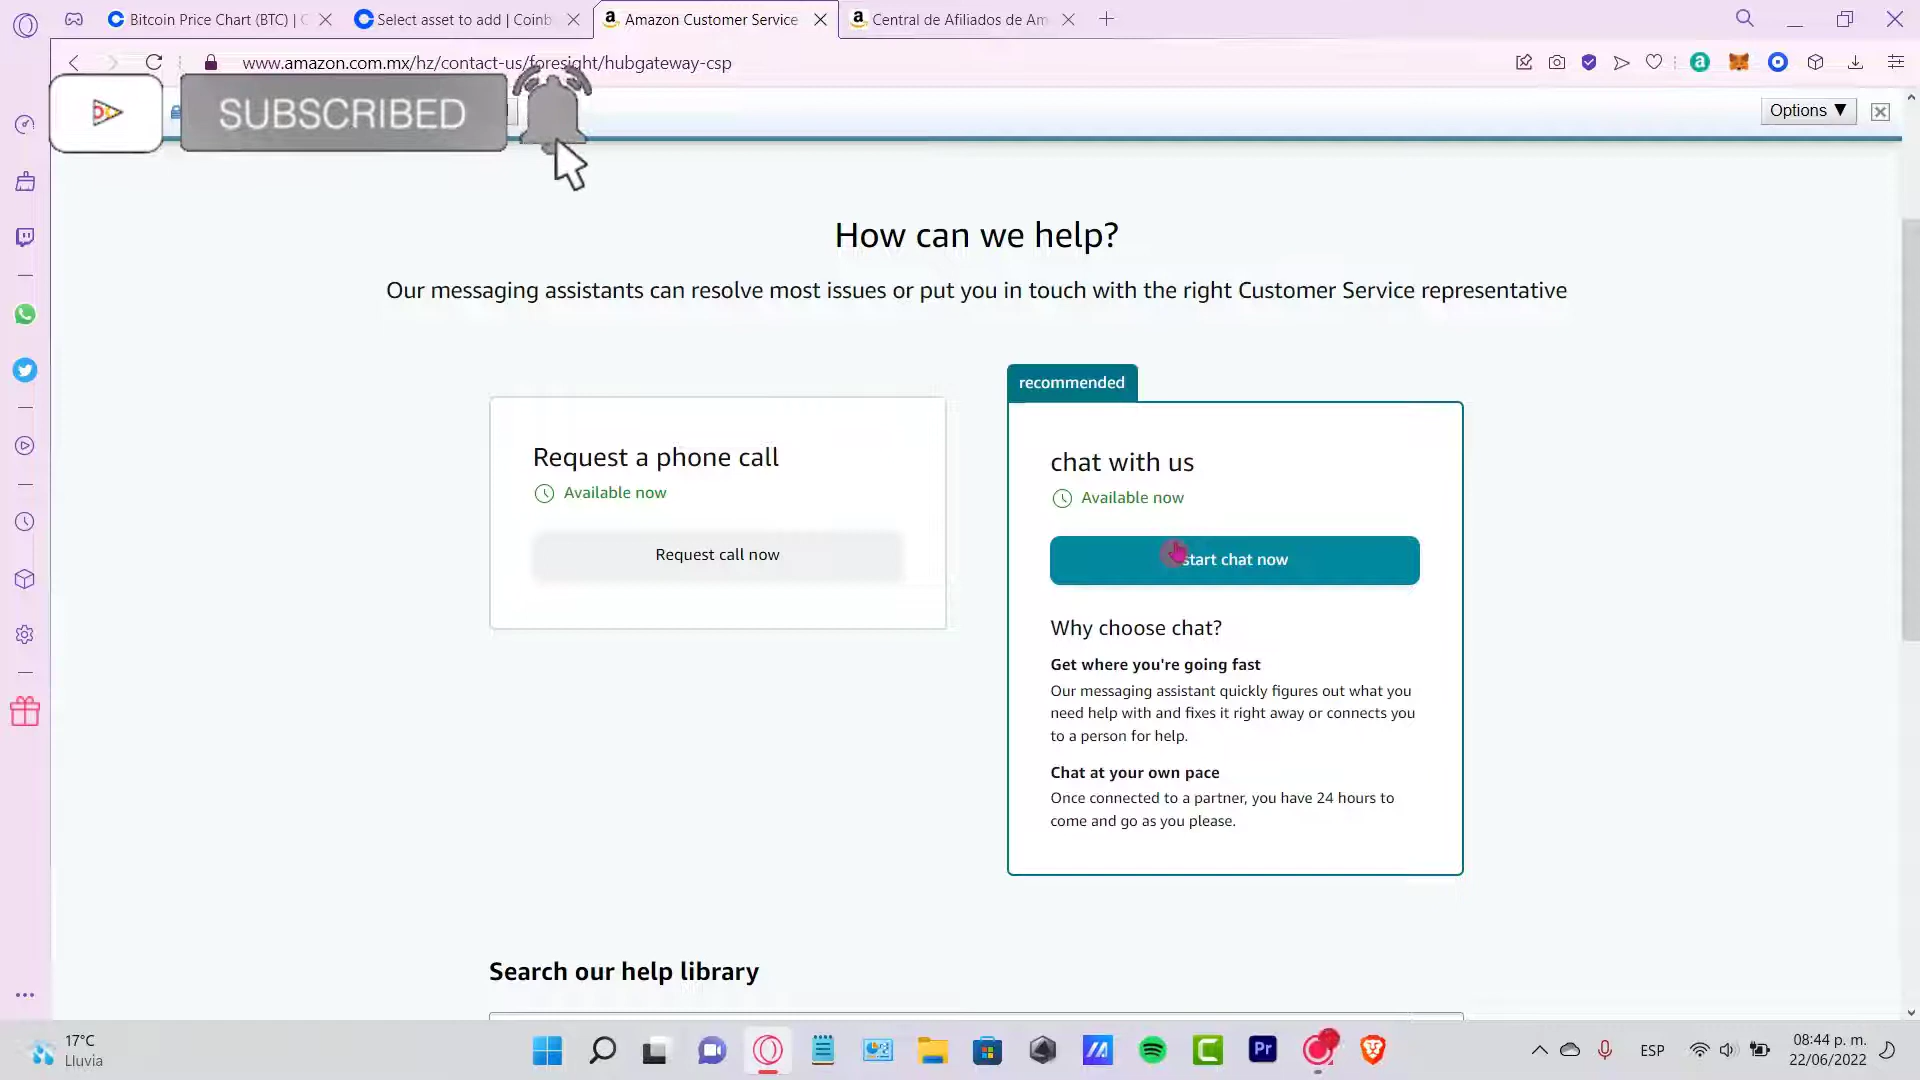 Bitcoin Price Chart (BTC) |
Select asset to add | Coinb
Amazon Customer Service
Central de Afiliados de Am
www.amazon.com.mx/hz/contact-us/foresight/hubgateway-csp
SUBSCRIBED
Options ▼
How can we help?
Our messaging assistants can resolve most issues or put you in touch with the right Customer Service representative
recommended
Request a phone call
Available now
Request call now
chat with us
Available now
start chat now
Why choose chat?
Get where you're going fast
Our messaging assistant quickly figures out what you
need help with and fixes it right away or connects you
to a person for help.
Chat at your own pace
Once connected to a partner, you have 24 hours to
come and go as you please.
Search our help library
17°C
Lluvia
Pr
ESP
08:44 p. m.
22/06/2022